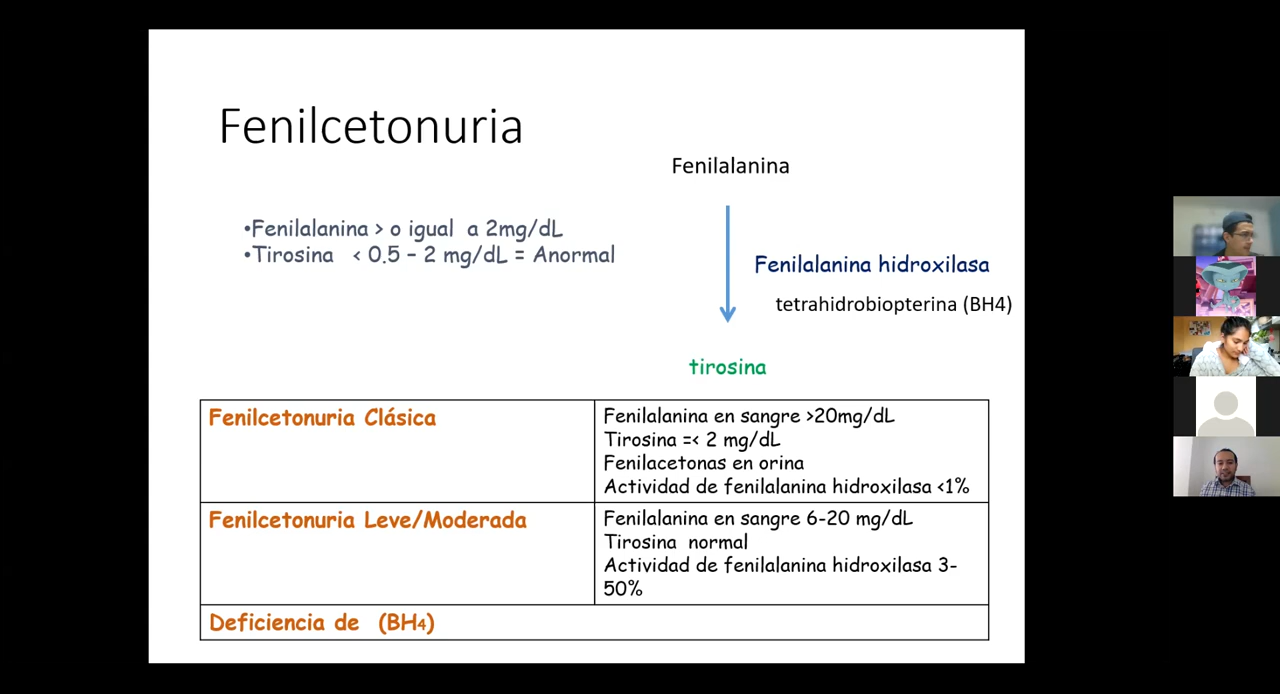 Fenilcetonuria
Fenilalanina
•Fenilalanina > o igual a 2mg/dL
•Tirosina < 0.5 – 2 mg/dL = Anormal
Fenilalanina hidroxilasa
tetrahidrobiopterina (BH4)
tirosina
Fenilcetonuria Clásica
Fenilalanina en sangre >20mg/dL
Tirosina =< 2 mg/dL
Fenilacetonas en orina
Actividad de fenilalanina hidroxilasa <1%
Fenilcetonuria Leve/Moderada
Fenilalanina en sangre 6-20 mg/dL
Tirosina normal
Actividad de fenilalanina hidroxilasa 3-
50%
Deficiencia de (BH4)